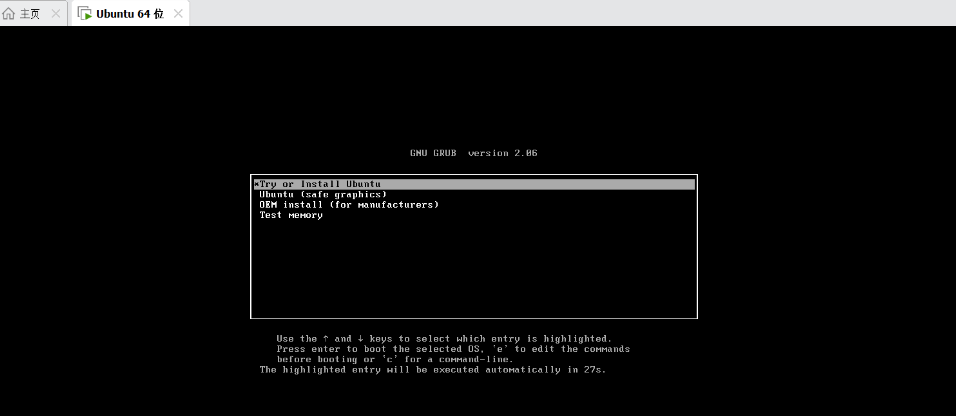 主页
Ubuntu 64 位
GNU GRUB  version 2.06
*Try or Install Ubuntu
Ubuntu (safe graphics)
OEM install (for manufacturers)
Test memory
Use the ↑ and ↓ keys to select which entry is highlighted.
Press enter to boot the selected OS, `e' to edit the commands
before booting or `c' for a command-line.
The highlighted entry will be executed automatically in 27s.